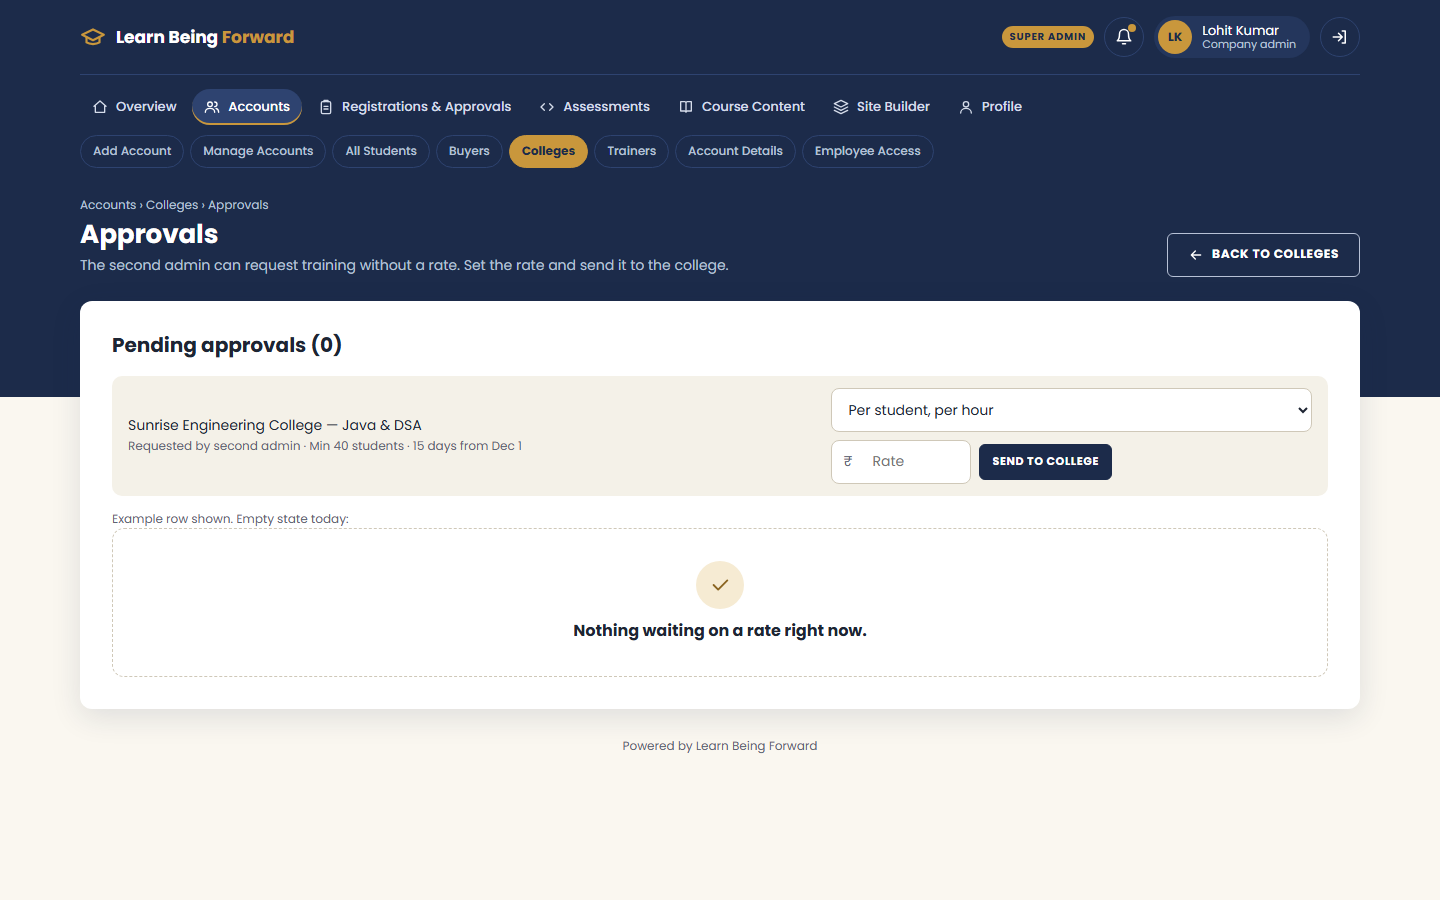 Learn Being Forward
SUPER ADMIN
LK
Lohit Kumar
Company admin
Overview
Accounts
Registrations & Approvals
Assessments
Course Content
Site Builder
Profile
Add Account
Manage Accounts
All Students
Buyers
Colleges
Trainers
Account Details
Employee Access
Accounts › Colleges › Approvals
Approvals
The second admin can request training without a rate. Set the rate and send it to the college.
BACK TO COLLEGES
Pending approvals (0)
Sunrise Engineering College — Java & DSA
Requested by second admin · Min 40 students · 15 days from Dec 1
Per student, per hour
₹ Rate
SEND TO COLLEGE
Example row shown. Empty state today:
Nothing waiting on a rate right now.
Powered by Learn Being Forward